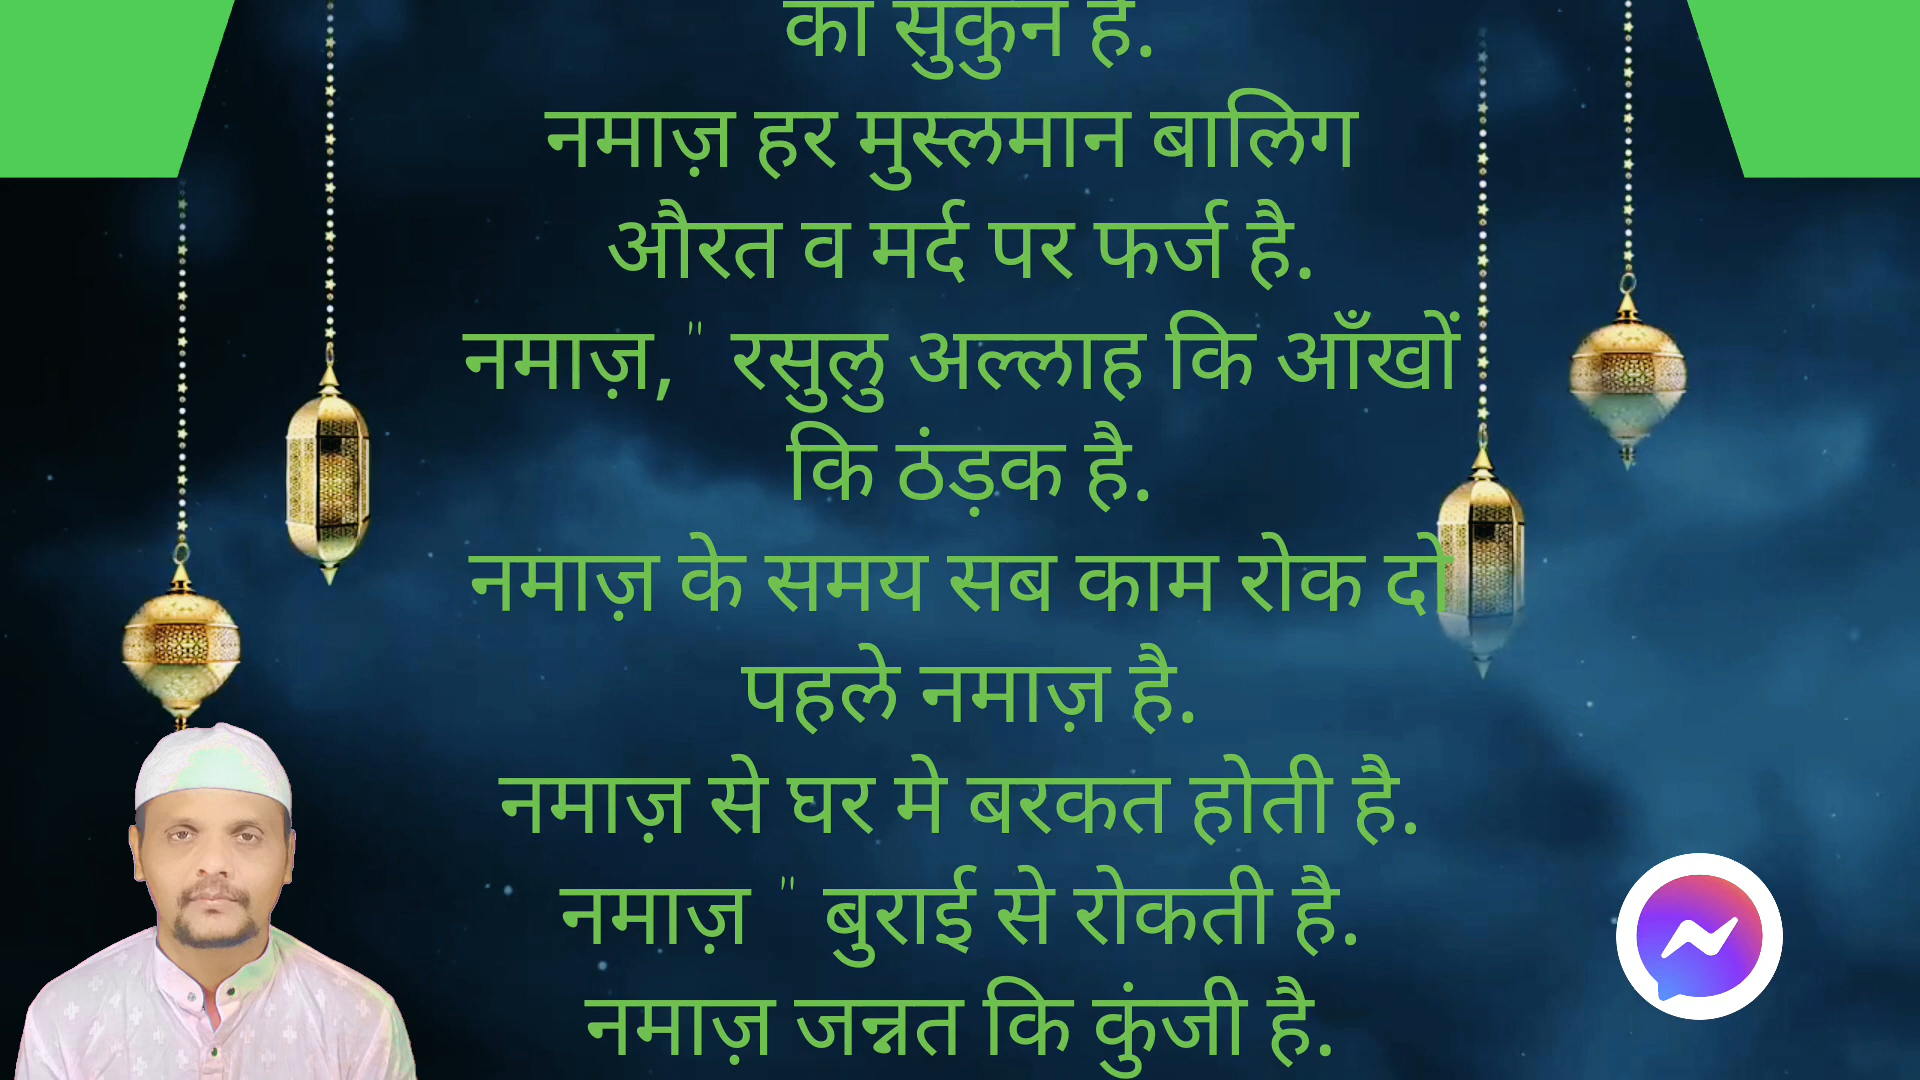 का सुकुन है.
नमाज़ हर मुस्लमान बालिग
औरत व मर्द पर फर्ज है.
नमाज़," रसुलु अल्लाह कि आँखों
कि ठंड़क है.
नमाज़ के समय सब काम रोक दो
पहले नमाज़ है.
नमाज़ से घर मे बरकत होती है.
नमाज़ " बुराई से रोकती है.
नमाज़ जन्नत कि कुंजी है.